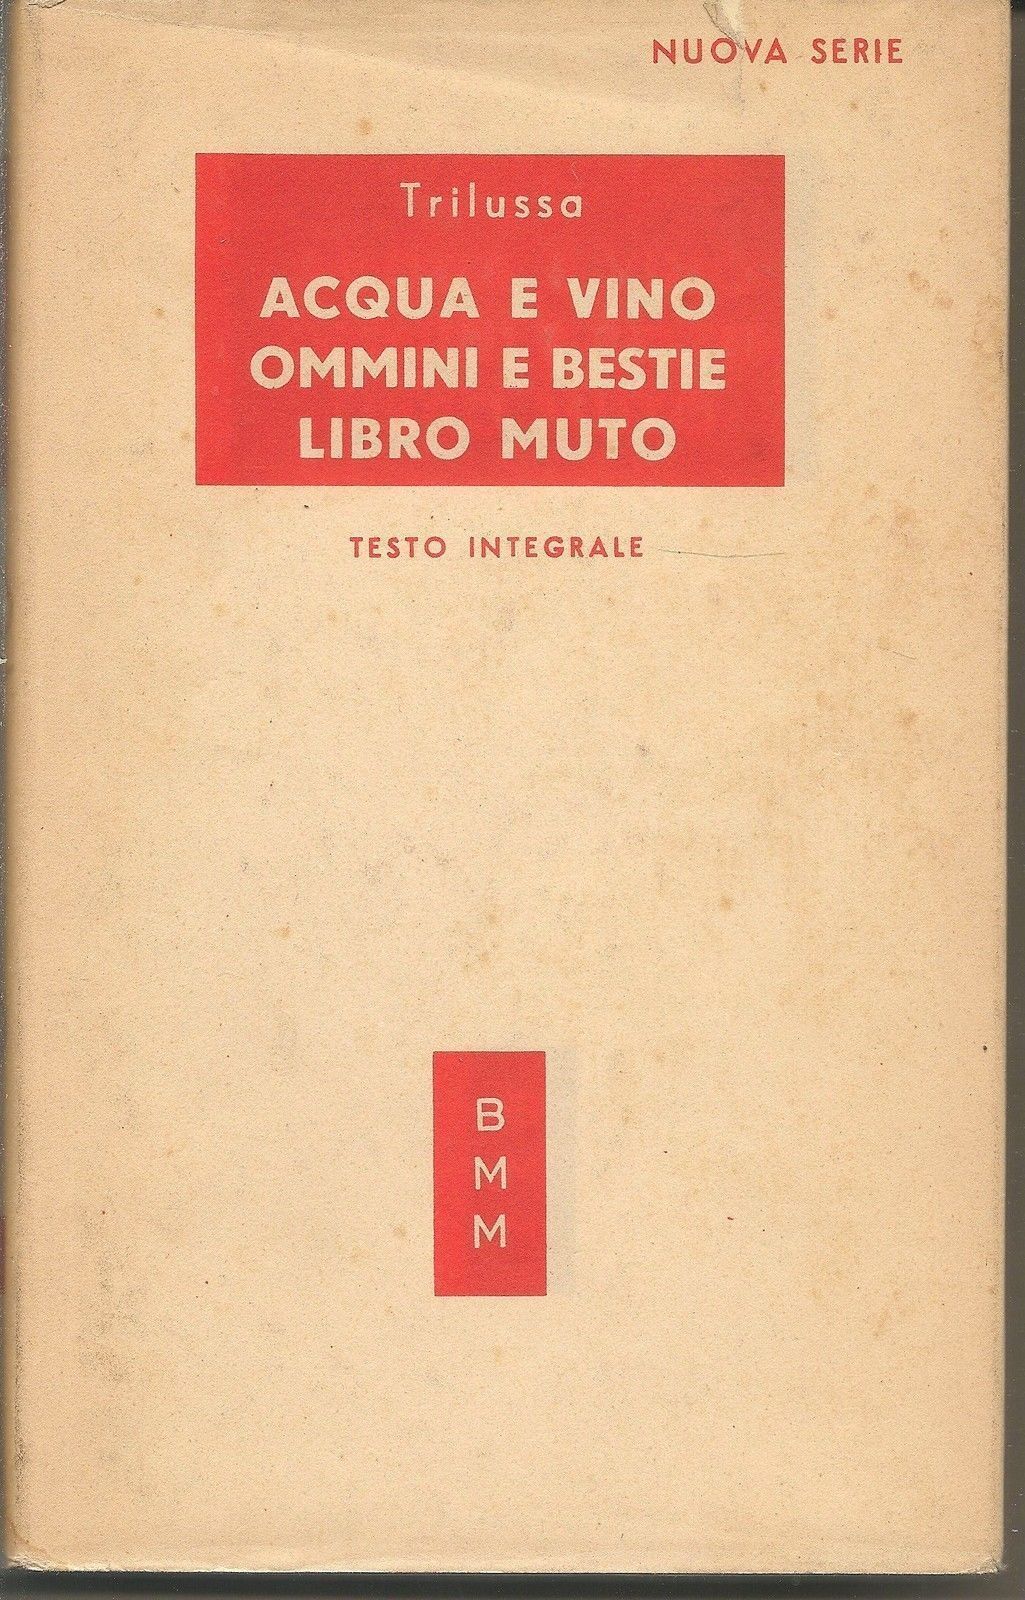 NUOVA SERIE
Trilussa
ACQUA E VINO
OMMINI E BESTIE
LIBRO MUTO
TESTO INTEGRALE
B
M
M